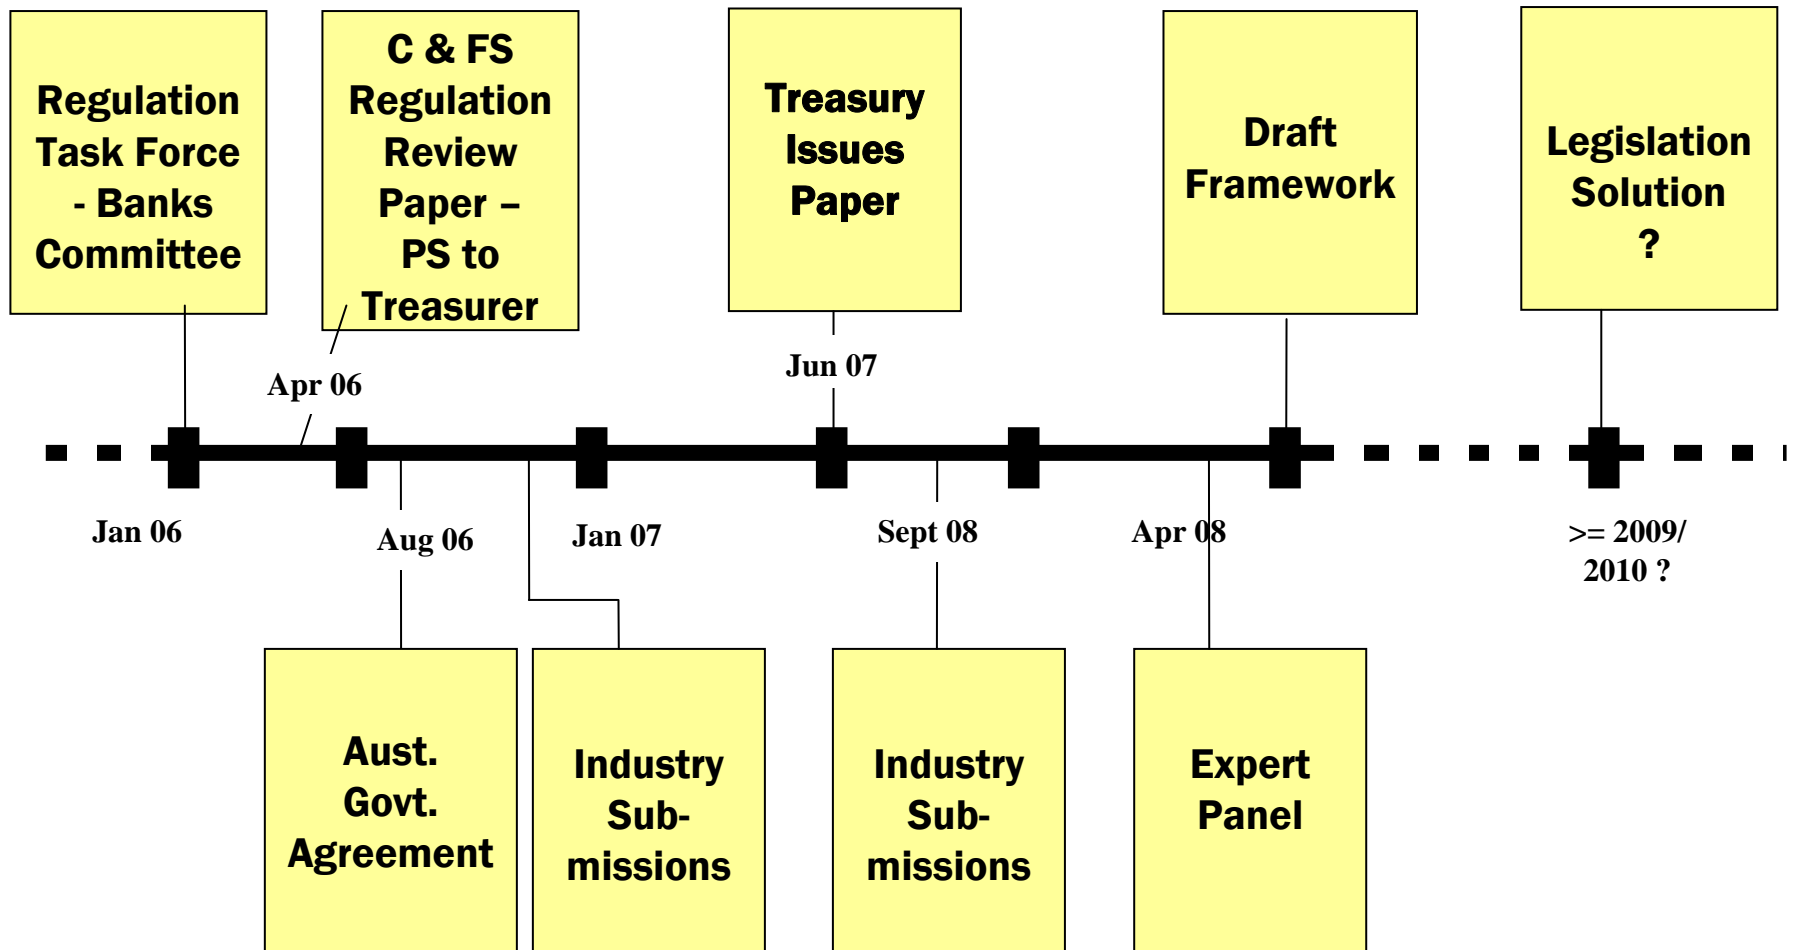 Regulation
Task Force
- Banks
Committee
C & FS
Regulation
Review
Paper –
PS to
Treasurer
Treasury
Issues
Paper
Draft
Framework
Legislation
Solution
?
Apr 06
Jun 07
Jan 06
Aug 06
Jan 07
Sept 08
Apr 08
>= 2009/
2010 ?
Aust.
Govt.
Agreement
Industry
Sub-
missions
Industry
Sub-
missions
Expert
Panel